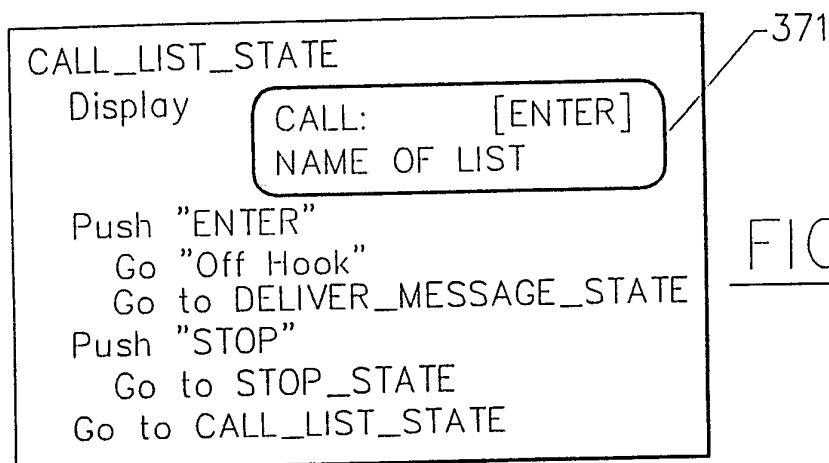 CALL_LIST_STATE
371
Display
CALL: [ENTER]
NAME OF LIST
Push "ENTER"
Go "Off Hook"
Go to DELIVER_MESSAGE_STATE
Push "STOP"
Go to STOP_STATE
Go to CALL_LIST_STATE